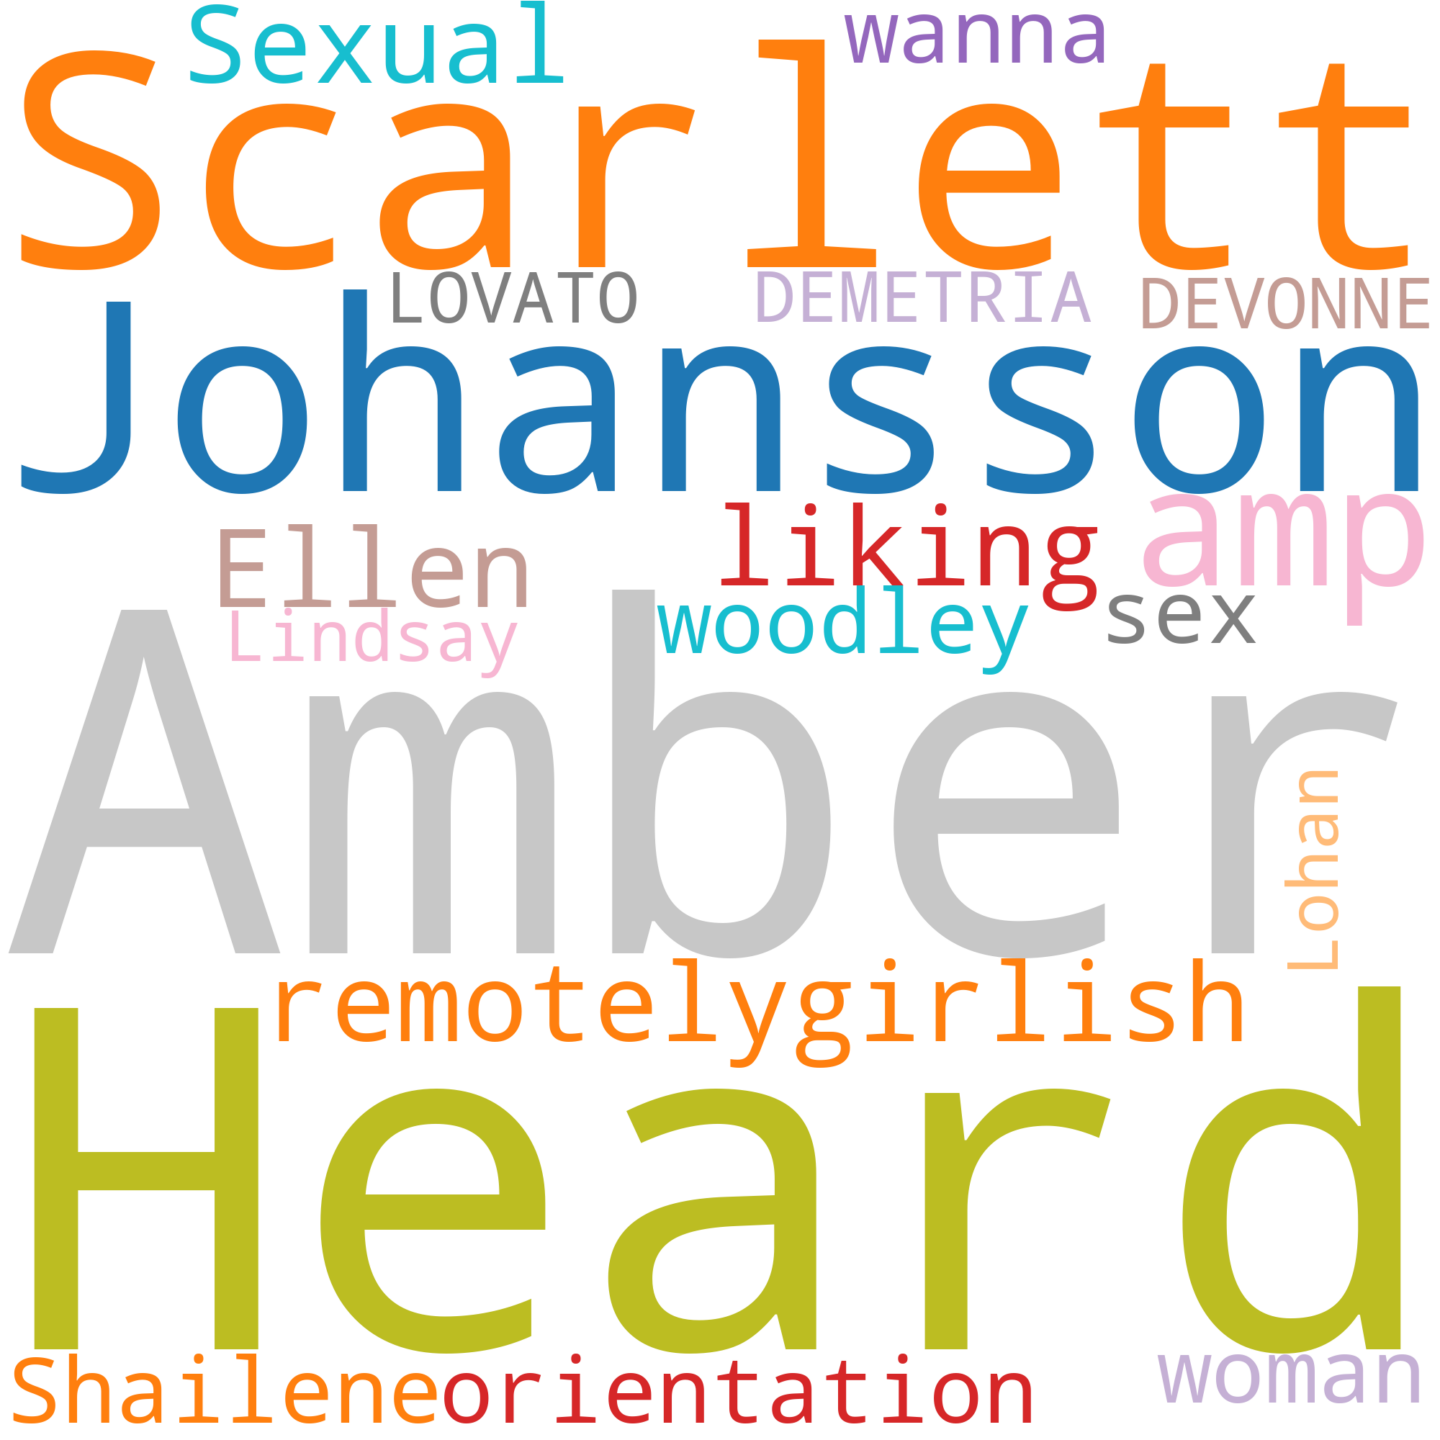 Sexual wanna
Scarlett
LOVATO DEMETRIA DEVONNE
Johansson
Ellen liking amp
Lindsay woodley sex
Amber
Lohan
remotelygirlish
Heard
Shailene orientation woman